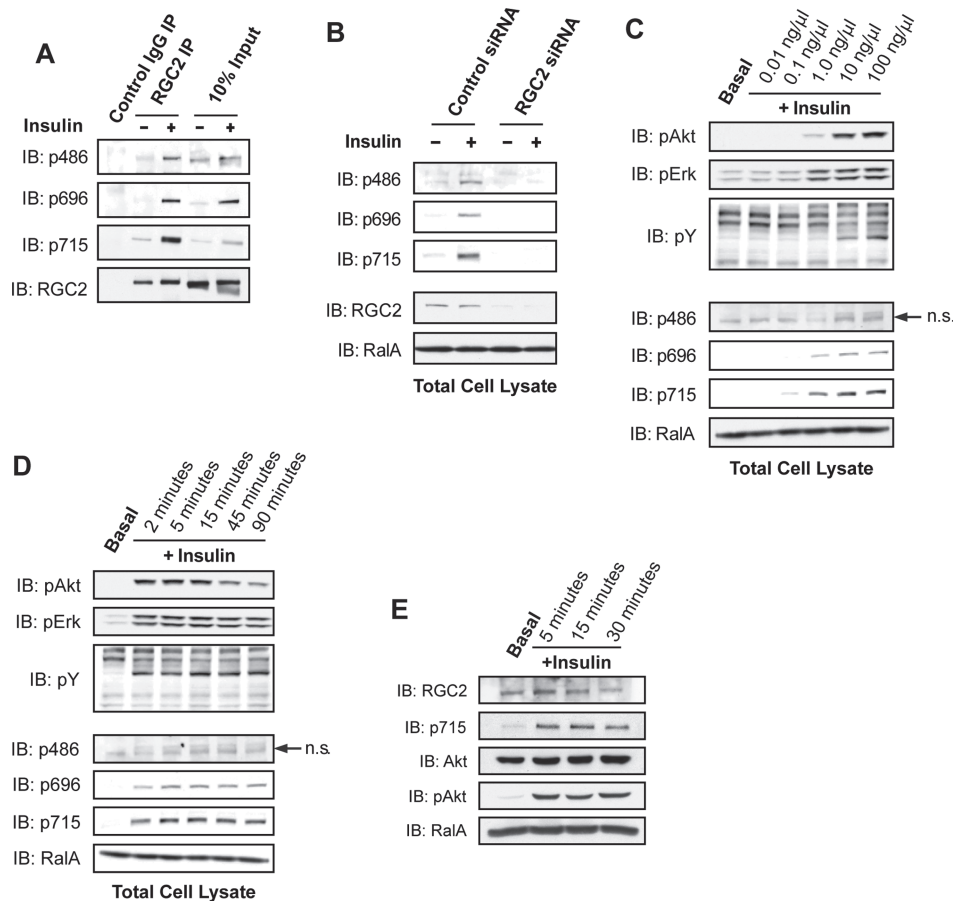 A
Control IgG IP
RGC2 IP
10% Input
Insulin
– + – +
IB: p486
IB: p696
IB: p715
IB: RGC2
B
Control siRNA
RGC2 siRNA
Insulin
– + – +
IB: p486
IB: p696
IB: p715
IB: RGC2
IB: RalA
Total Cell Lysate
C
Basal
0.01 ng/µl
0.1 ng/µl
1.0 ng/µl
10 ng/µl
100 ng/µl
+ Insulin
IB: pAkt
IB: pErk
IB: pY
IB: p486
n.s.
IB: p696
IB: p715
IB: RalA
Total Cell Lysate
D
Basal
2 minutes
5 minutes
15 minutes
45 minutes
90 minutes
+ Insulin
IB: pAkt
IB: pErk
IB: pY
IB: p486
n.s.
IB: p696
IB: p715
IB: RalA
Total Cell Lysate
E
Basal
5 minutes
15 minutes
30 minutes
+Insulin
IB: RGC2
IB: p715
IB: Akt
IB: pAkt
IB: RalA